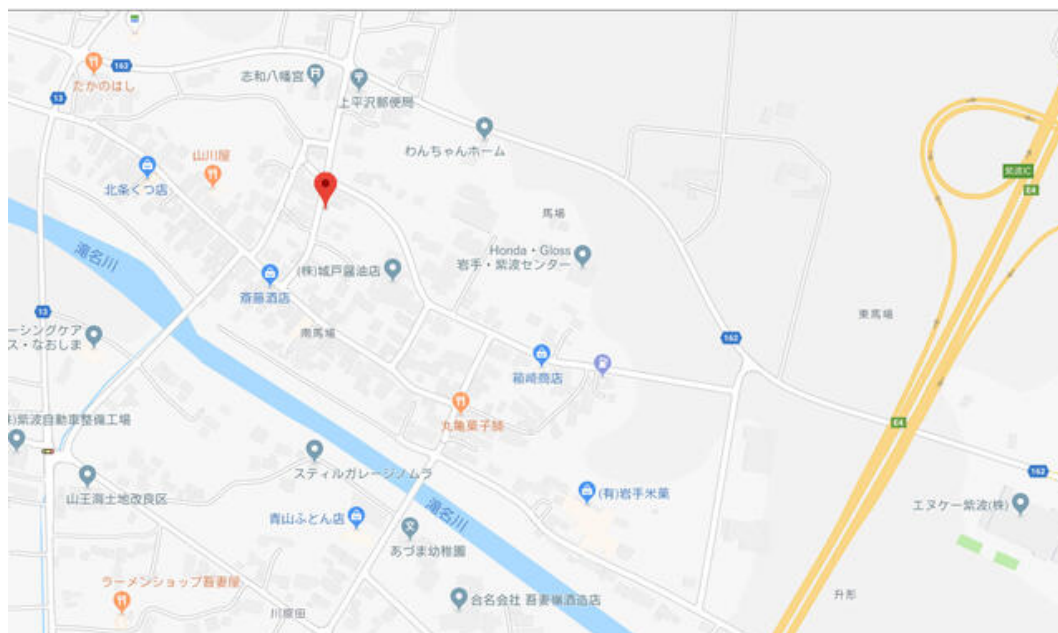 162
たかのはし
13
志和八幡宮
上平沢郵便局
わんちゃんホーム
山川屋
北条くつ店
紫波IC
E4
馬場
滝名川
(株)城戸醤油店
Honda・Gloss
岩手・紫波センター
斎藤酒店
13
南馬場
東馬場
ーシングケア
ス・なおしま
162
箱崎商店
丸亀菓子舗
E4
紫波自動車整備工場
スティルガレージノムラ
162
山王海土地改良区
(有)岩手米菓
滝名川
エヌケー紫波(株)
青山ふとん店
あづま幼稚園
ラーメンショップ吾妻屋
合名会社 吾妻嶺酒造店
川原田
升形